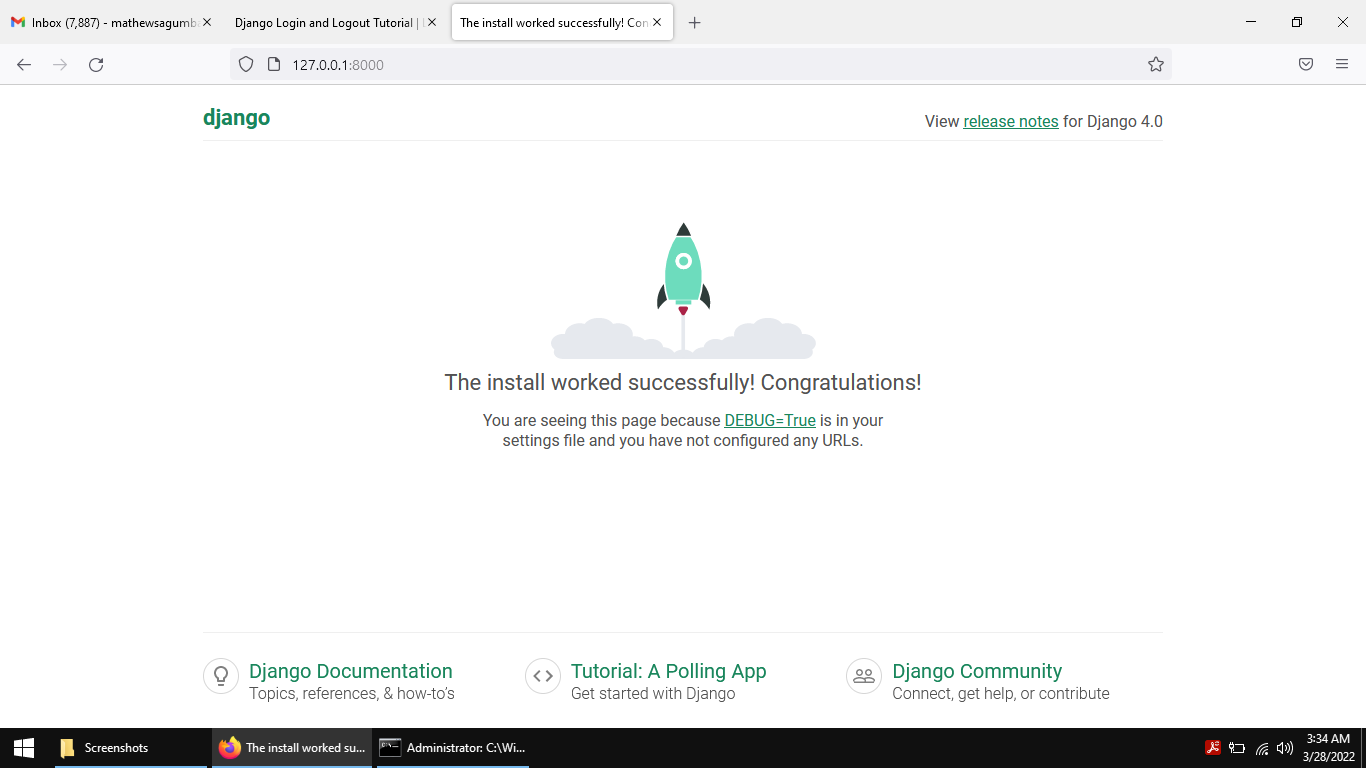 Inbox (7,887) - mathewsagumb
Django Login and Logout Tutorial |
The install worked successfully! Con
127.0.0.1:8000
django
View release notes for Django 4.0
The install worked successfully! Congratulations!
You are seeing this page because DEBUG=True is in your
settings file and you have not configured any URLs.
Django Documentation
Topics, references, & how-to's
Tutorial: A Polling App
Get started with Django
Django Community
Connect, get help, or contribute
Screenshots
The install worked su...
Administrator: C:\Wi...
3:34 AM
3/28/2022